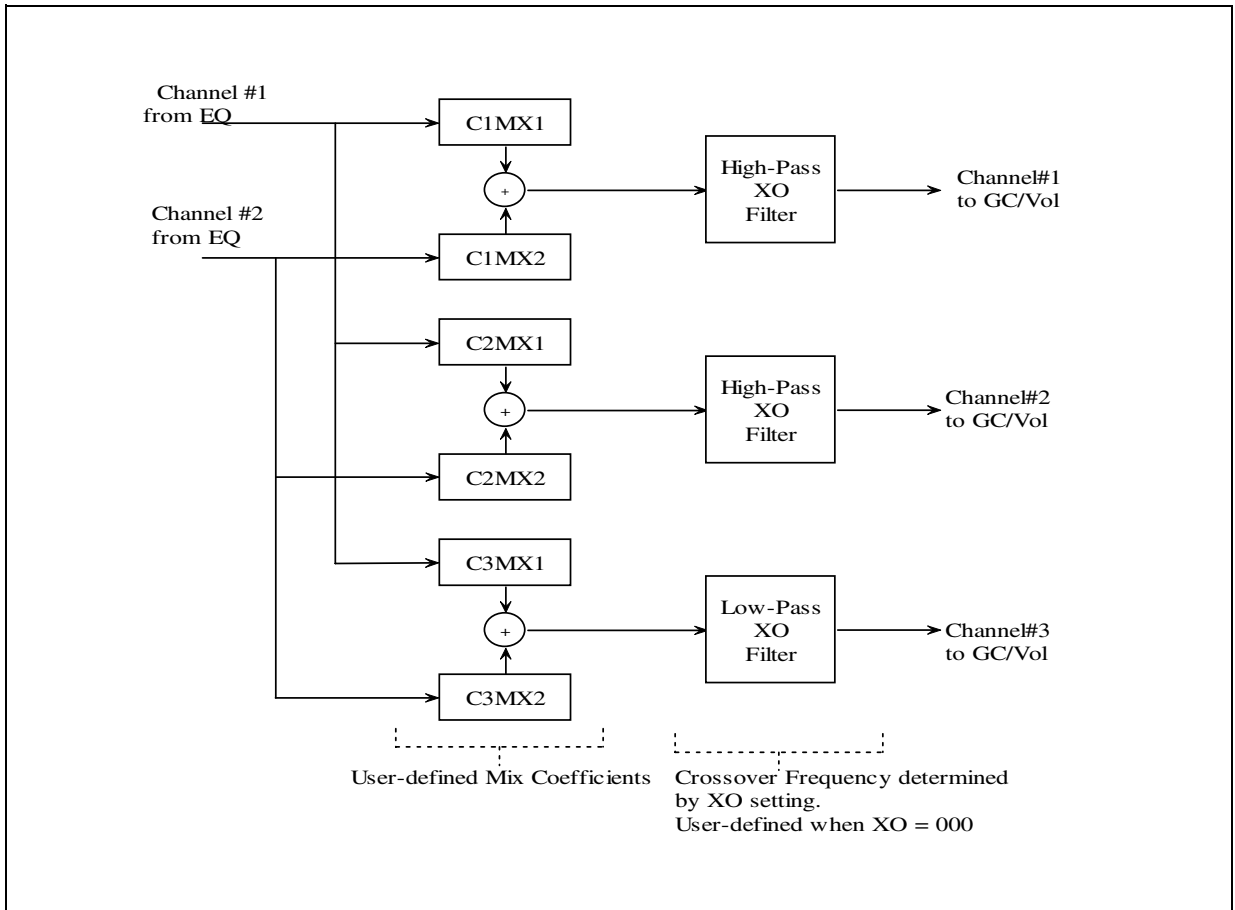 Channel #1
from EQ
C1MX1
+
C1MX2
High-Pass
XO
Filter
Channel#1
to GC/Vol
Channel #2
from EQ
C2MX1
+
C2MX2
High-Pass
XO
Filter
Channel#2
to GC/Vol
C3MX1
+
C3MX2
Low-Pass
XO
Filter
Channel#3
to GC/Vol
User-defined Mix Coefficients
Crossover Frequency determined
by XO setting.
User-defined when XO = 000